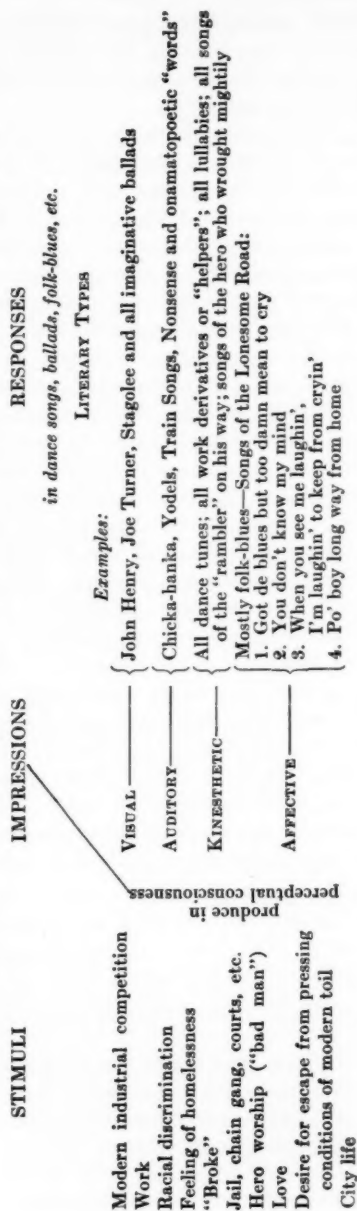 STIMULI
Modern industrial competition
Work
Racial discrimination
Feeling of homelessness
"Broke"
Jail, chain gang, courts, etc.
Hero worship ("bad man")
Love
Desire for escape from pressing
conditions of modern toil
City life
produce in
perceptual consciousness
IMPRESSIONS
VISUAL
AUDITORY
KINESTHETIC
AFFECTIVE
RESPONSES
in dance songs, ballads, folk-blues, etc.
LITERARY TYPES
Examples:
John Henry, Joe Turner, Stagolee and all imaginative ballads
Chicka-hanka, Yodels, Train Songs, Nonsense and onamatopoetic "words"
All dance tunes; all work derivatives or "helpers"; all lullabies; all songs
of the "rambler" on his way; songs of the hero who wrought mightily
Mostly folk-blues—Songs of the Lonesome Road:
1. Got de blues but too damn mean to cry
2. You don't know my mind
3. When you see me laughin',
I'm laughin' to keep from cryin'
4. Po' boy long way from home